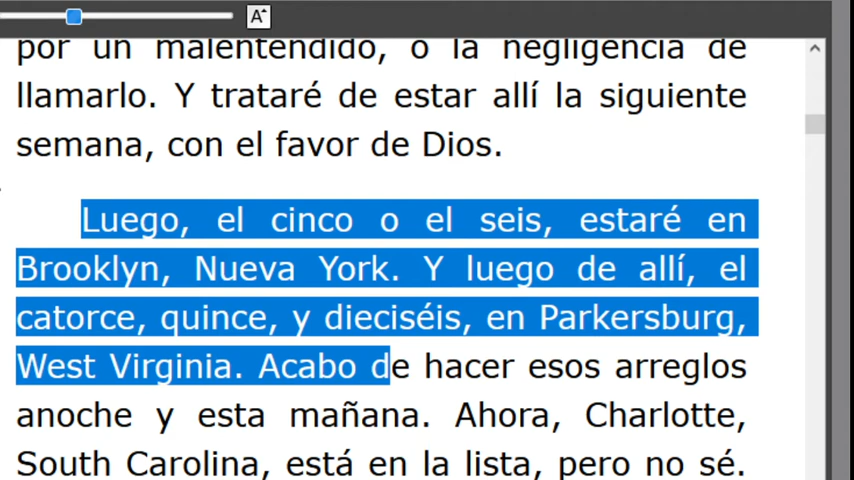 A
por un malentendido, o la negligencia de
llamarlo. Y trataré de estar allí la siguiente
semana, con el favor de Dios.
Luego, el cinco o el seis, estaré en
Brooklyn, Nueva York. Y luego de allí, el
catorce, quince, y dieciséis, en Parkersburg,
West Virginia. Acabo de hacer esos arreglos
anoche y esta mañana. Ahora, Charlotte,
South Carolina, está en la lista, pero no sé.